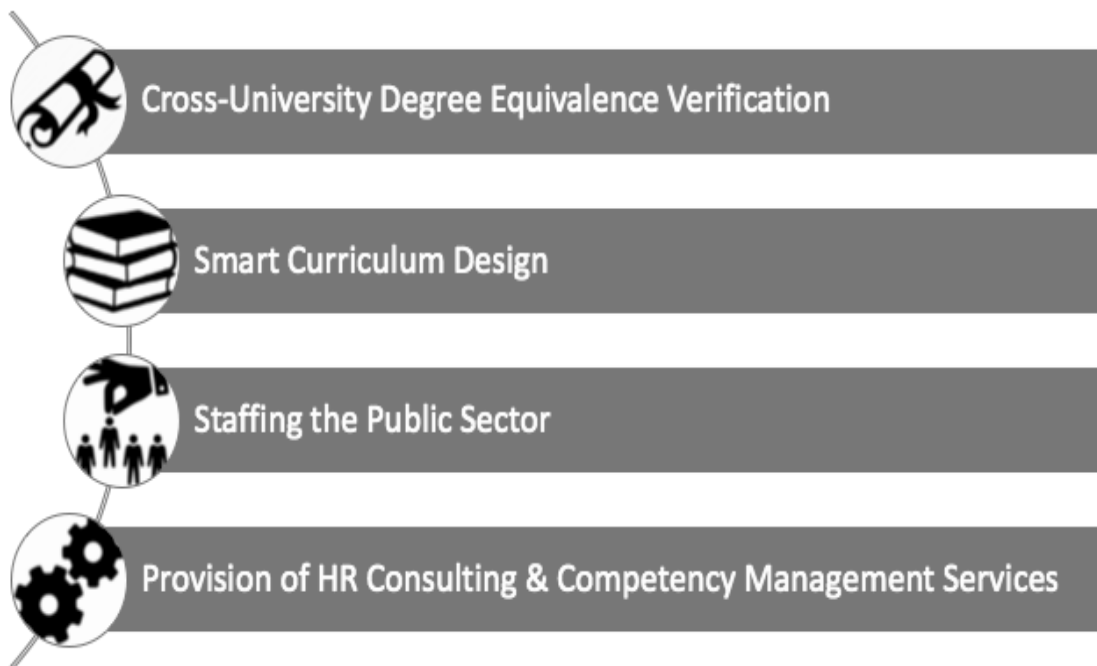 Cross-University Degree Equivalence Verification
Smart Curriculum Design
Staffing the Public Sector
Provision of HR Consulting & Competency Management Services